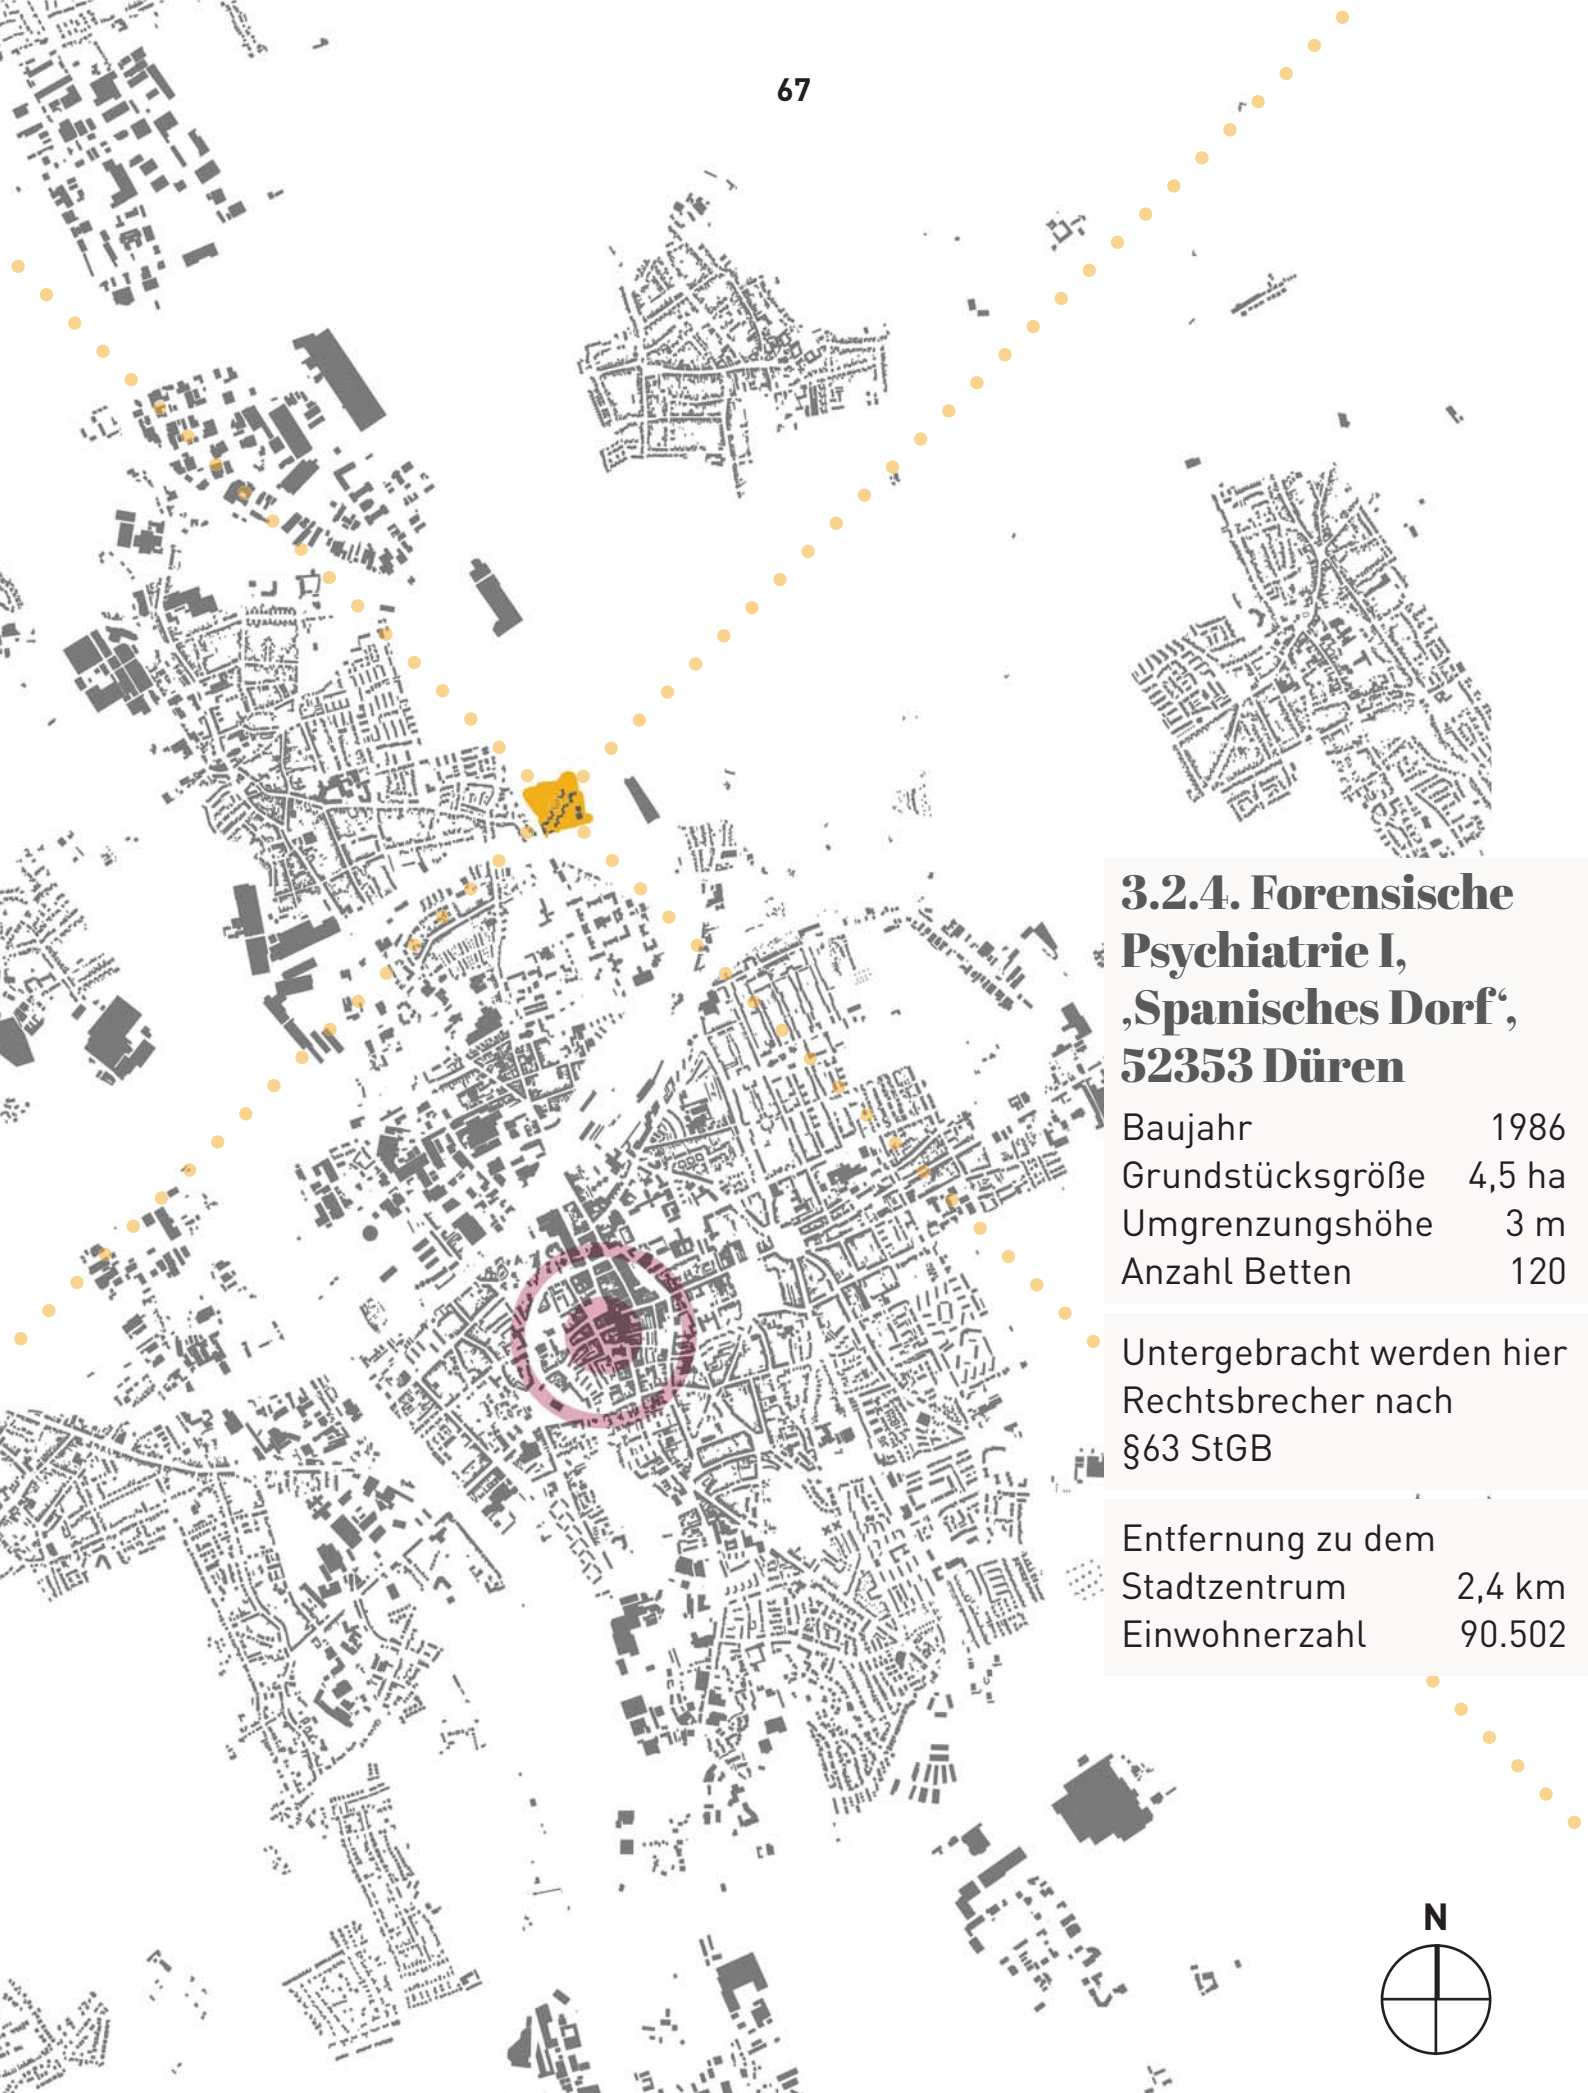 67
3.2.4. Forensische
Psychiatrie I,
‚Spanisches Dorf‘,
52353 Düren
Baujahr 1986
Grundstücksgröße 4,5 ha
Umgrenzungshöhe 3 m
Anzahl Betten 120
Untergebracht werden hier
Rechtsbrecher nach
§63 StGB
Entfernung zu dem
Stadtzentrum 2,4 km
Einwohnerzahl 90.502
N